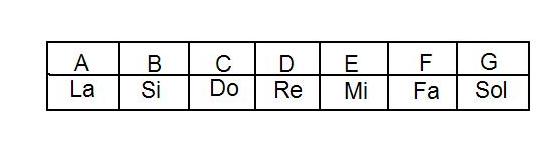 A B C D E F G
La Si Do Re Mi Fa Sol